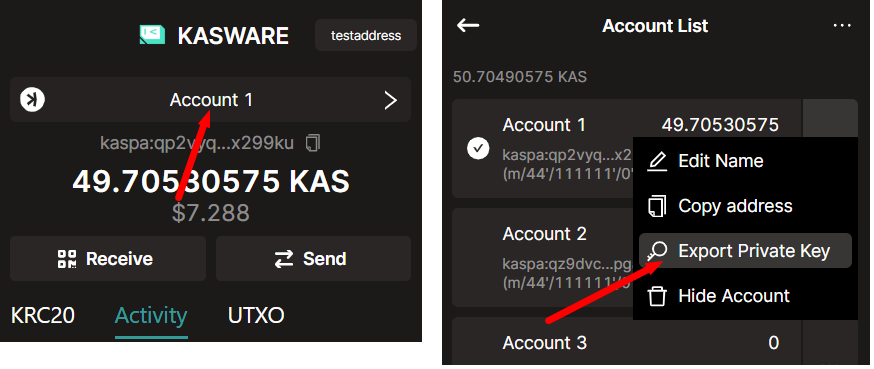 KASWARE
testaddress
Account 1
kaspa:qp2vyq...x299ku
49.70530575 KAS
$7.288
Receive
Send
KRC20
Activity
UTXO
Account List
50.70490575 KAS
Account 1
49.70530575
kaspa:qp2vyq...x2
(m/44'/111111'/0'
Edit Name
Copy address
Account 2
kaspa:qz9dvc...pg
(m/44'/111111'/0'
Export Private Key
Hide Account
Account 3
0